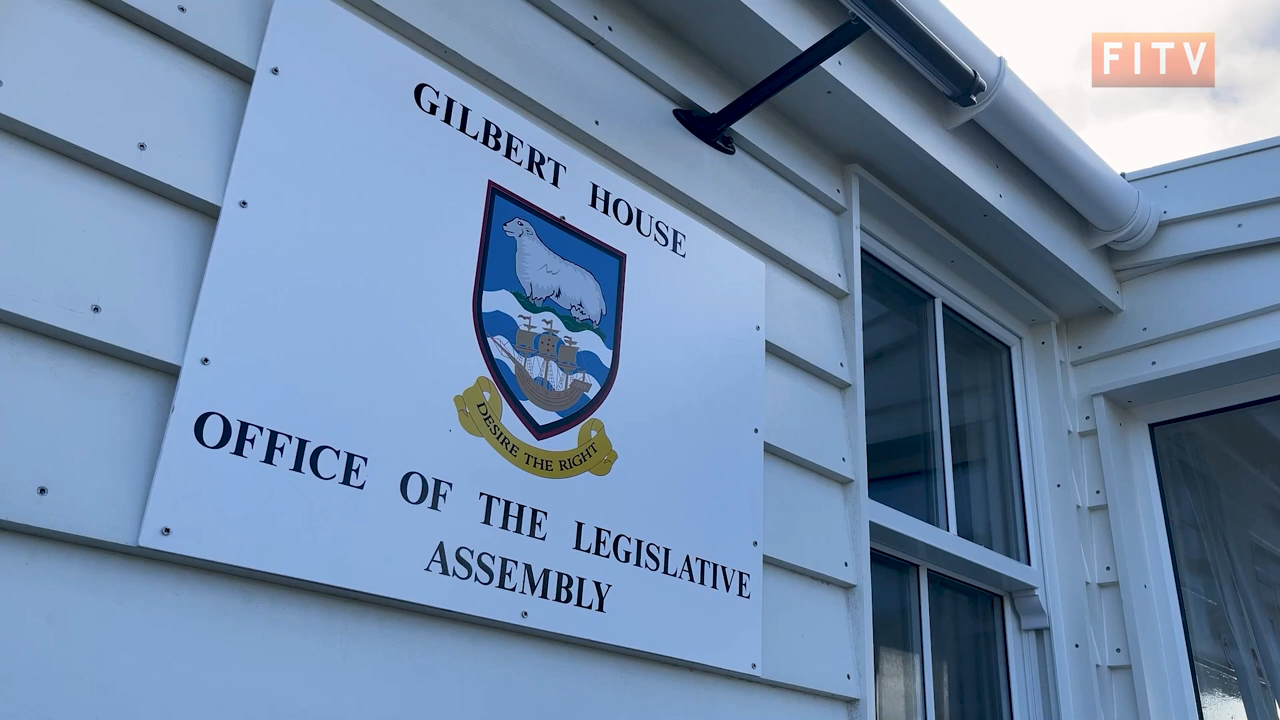 FITV
GILBERT HOUSE
DESIRE THE RIGHT
OFFICE OF THE LEGISLATIVE
ASSEMBLY